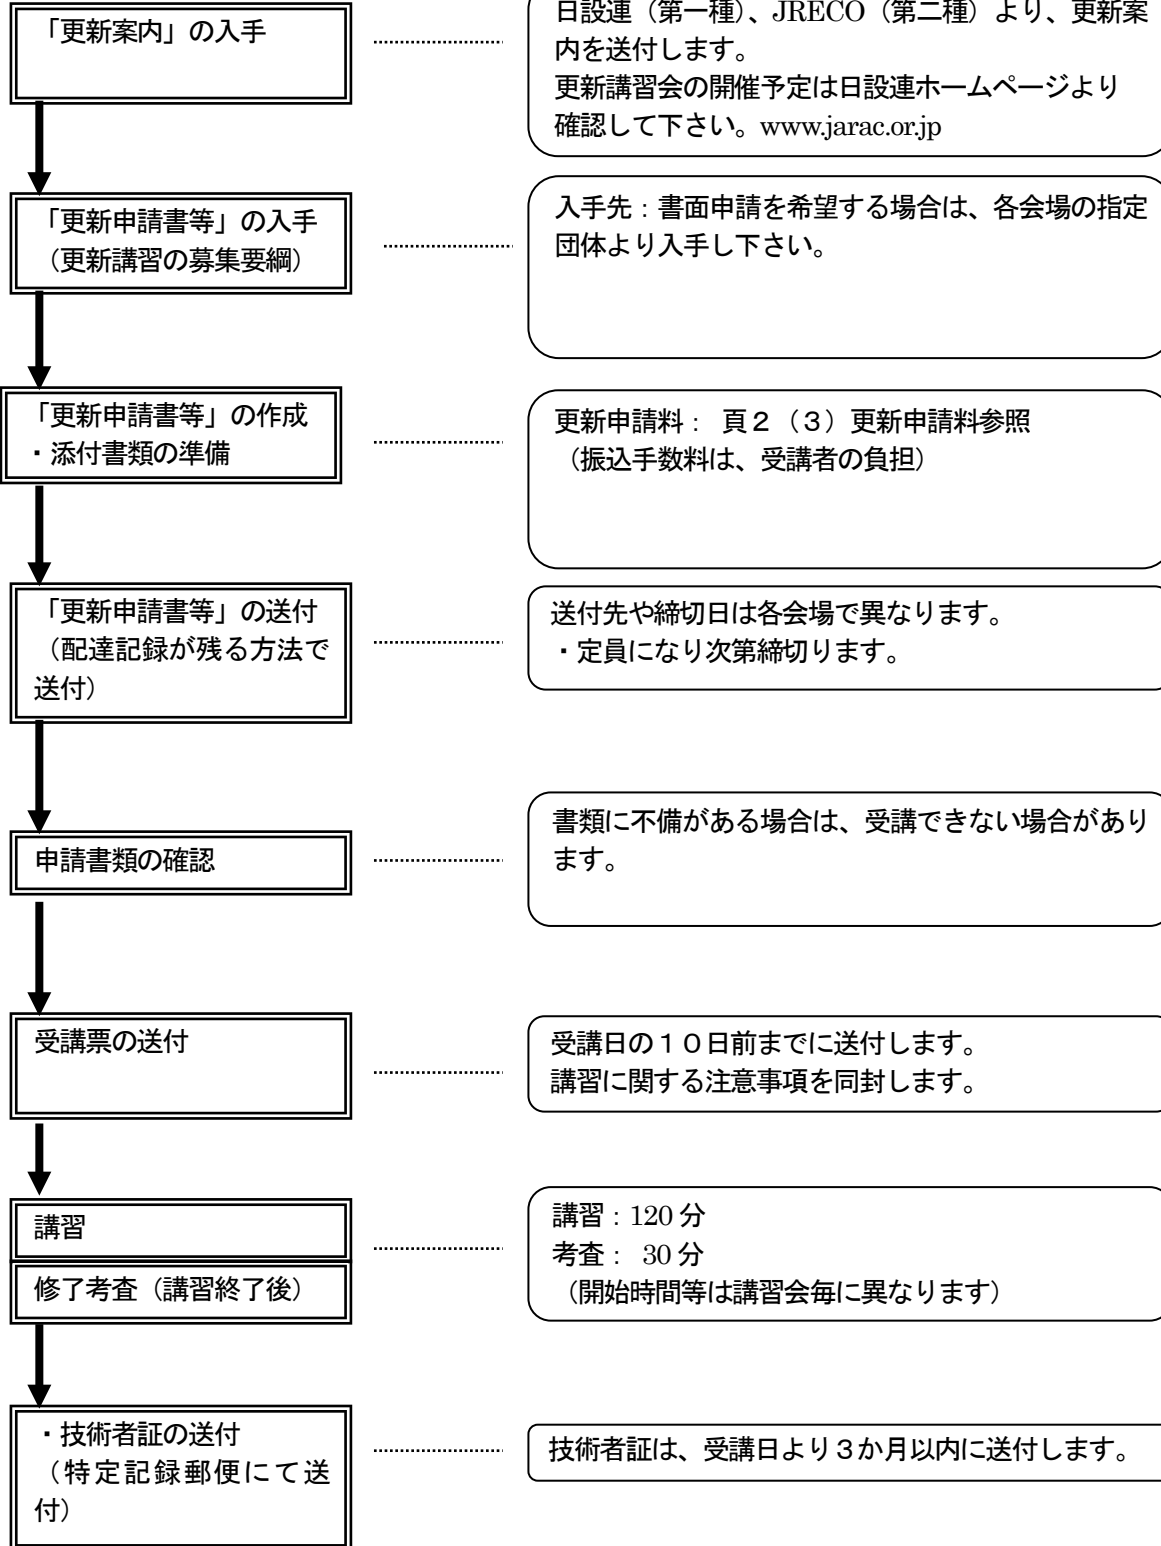 「更新案内」の入手
日設連（第一種）、JRECO（第二種）より、更新案
内を送付します。
更新講習会の開催予定は日設連ホームページより
確認して下さい。www.jarac.or.jp
「更新申請書等」の入手
（更新講習の募集要綱）
入手先：書面申請を希望する場合は、各会場の指定
団体より入手し下さい。
「更新申請書等」の作成
・添付書類の準備
更新申請料： 頁２（３）更新申請料参照
（振込手数料は、受講者の負担）
「更新申請書等」の送付
（配達記録が残る方法で
送付）
送付先や締切日は各会場で異なります。
・定員になり次第締切ります。
申請書類の確認
書類に不備がある場合は、受講できない場合があり
ます。
受講票の送付
受講日の１０日前までに送付します。
講習に関する注意事項を同封します。
講習
修了考査（講習終了後）
講習：120 分
考査： 30 分
（開始時間等は講習会毎に異なります）
・技術者証の送付
（特定記録郵便にて送
付）
技術者証は、受講日より３か月以内に送付します。